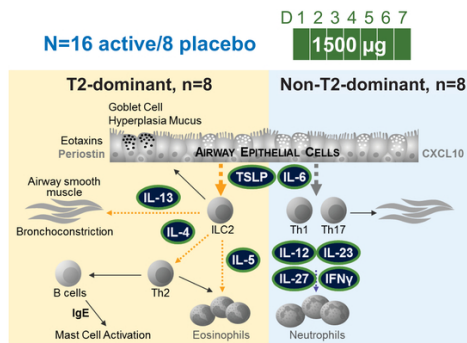 D 1 2 3 4 5 6 7
N=16 active/8 placebo
1500 µg
T2-dominant, n=8
Non-T2-dominant, n=8
Goblet Cell
Hyperplasia Mucus
Eotaxins
Periostin
AIRWAY EPITHELIAL CELLS
CXCL10
TSLP
IL-6
Airway smooth
muscle
IL-13
Bronchoconstriction
IL-4
ILC2
Th1
Th17
IL-5
IL-12
IL-23
IL-27
IFNγ
B cells
Th2
IgE
Mast Cell Activation
Eosinophils
Neutrophils